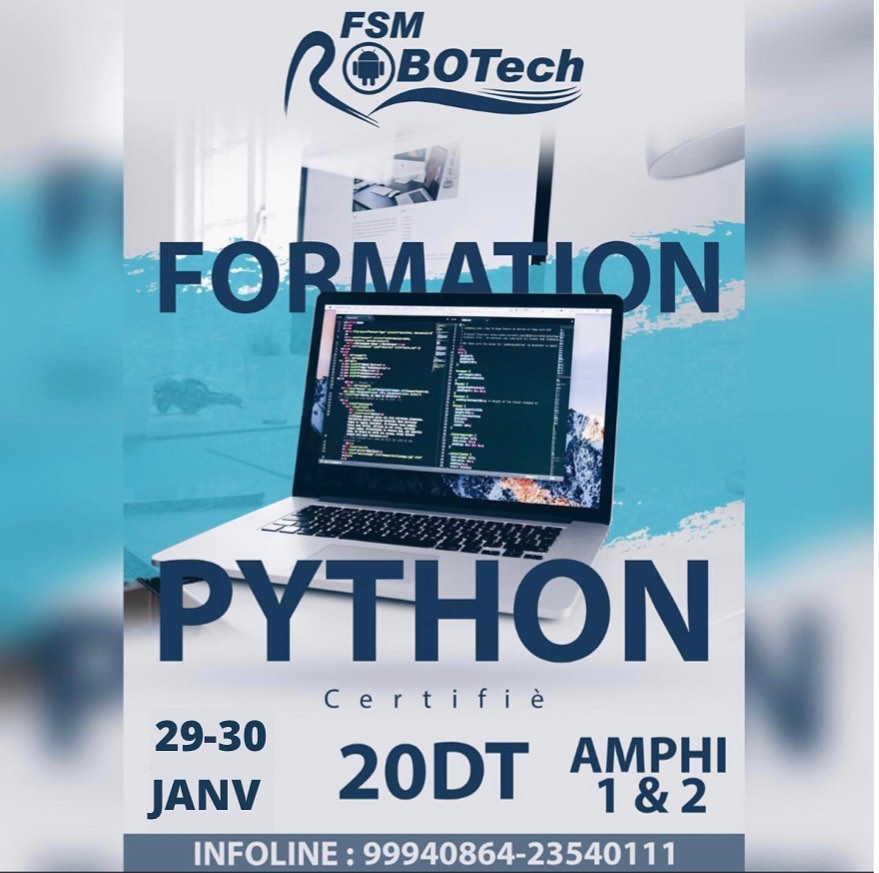 FSM
ROBOTech
FORMATION
PYTHON
Certifiè
29-30
JANV
20DT
AMPHI
1 & 2
INFOLINE : 99940864-23540111